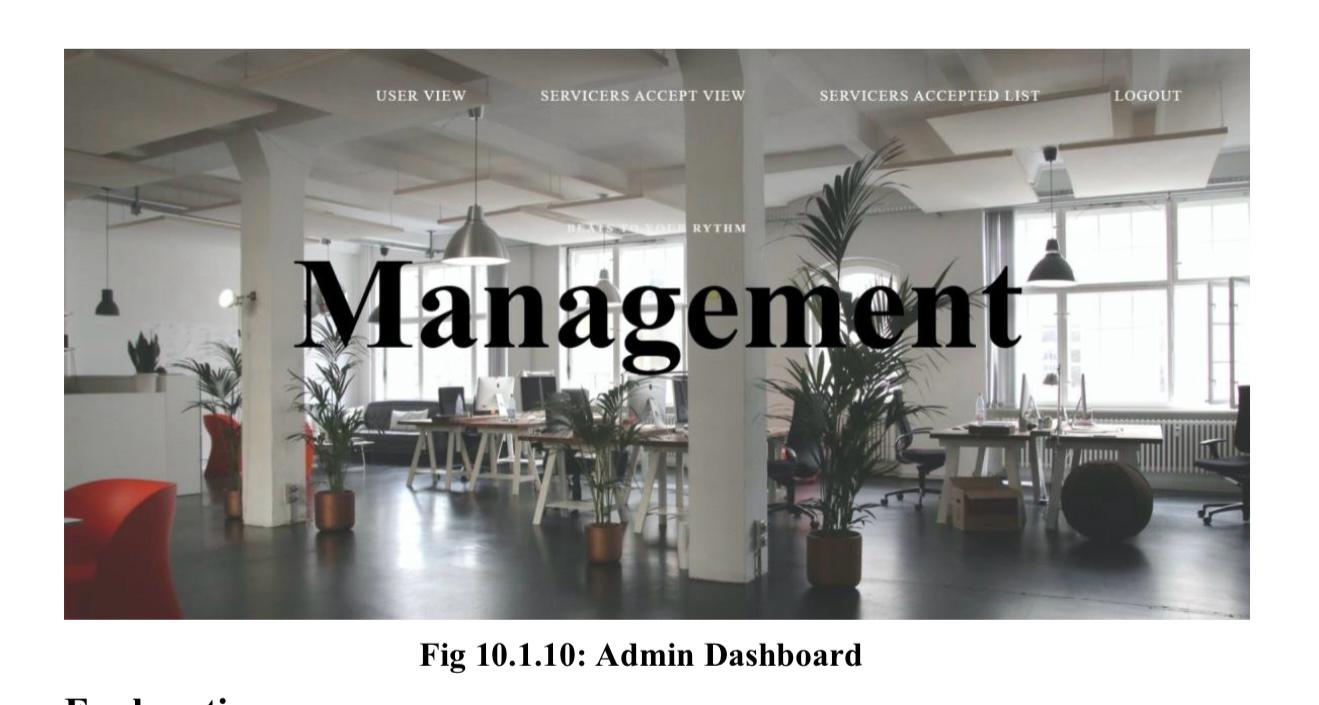 USER VIEW SERVICERS ACCEPT VIEW SERVICERS ACCEPTED LIST LOGOUT
BEATS TO YOUR RYTHM
Management
Fig 10.1.10: Admin Dashboard